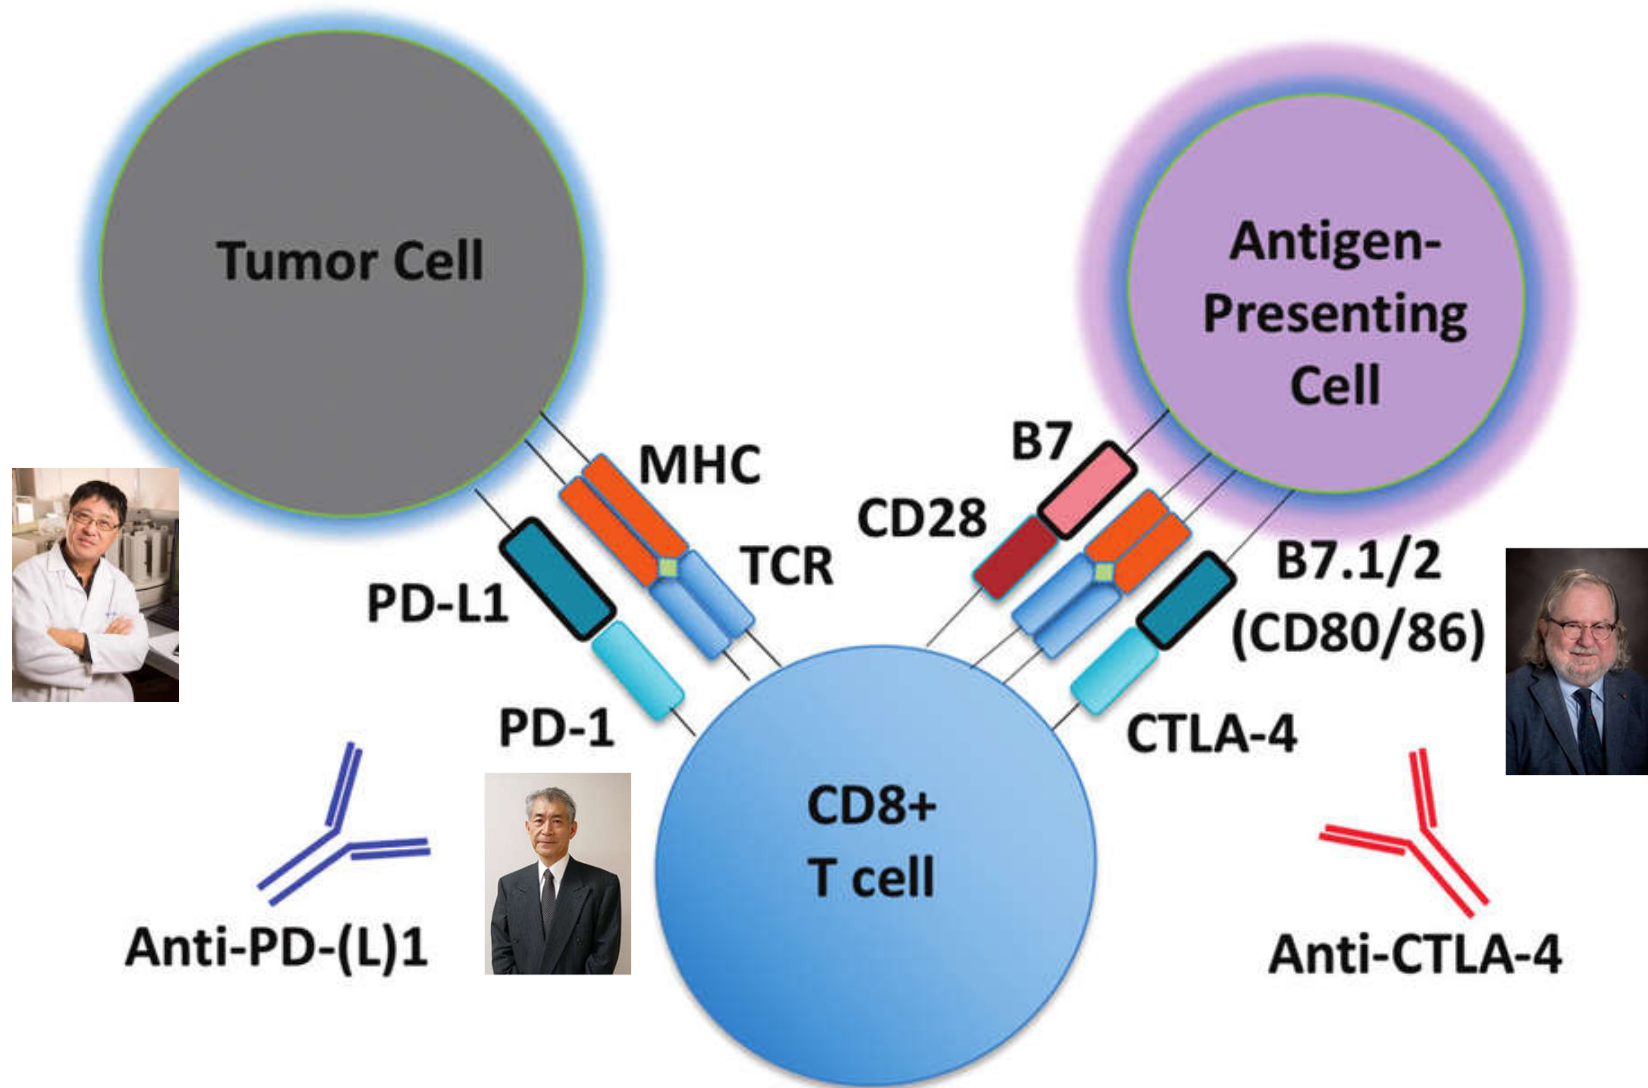 Tumor Cell
Antigen-
Presenting
Cell
MHC
B7
CD28
TCR
B7.1/2
(CD80/86)
PD-L1
PD-1
CTLA-4
CD8+
T cell
Anti-PD-(L)1
Anti-CTLA-4